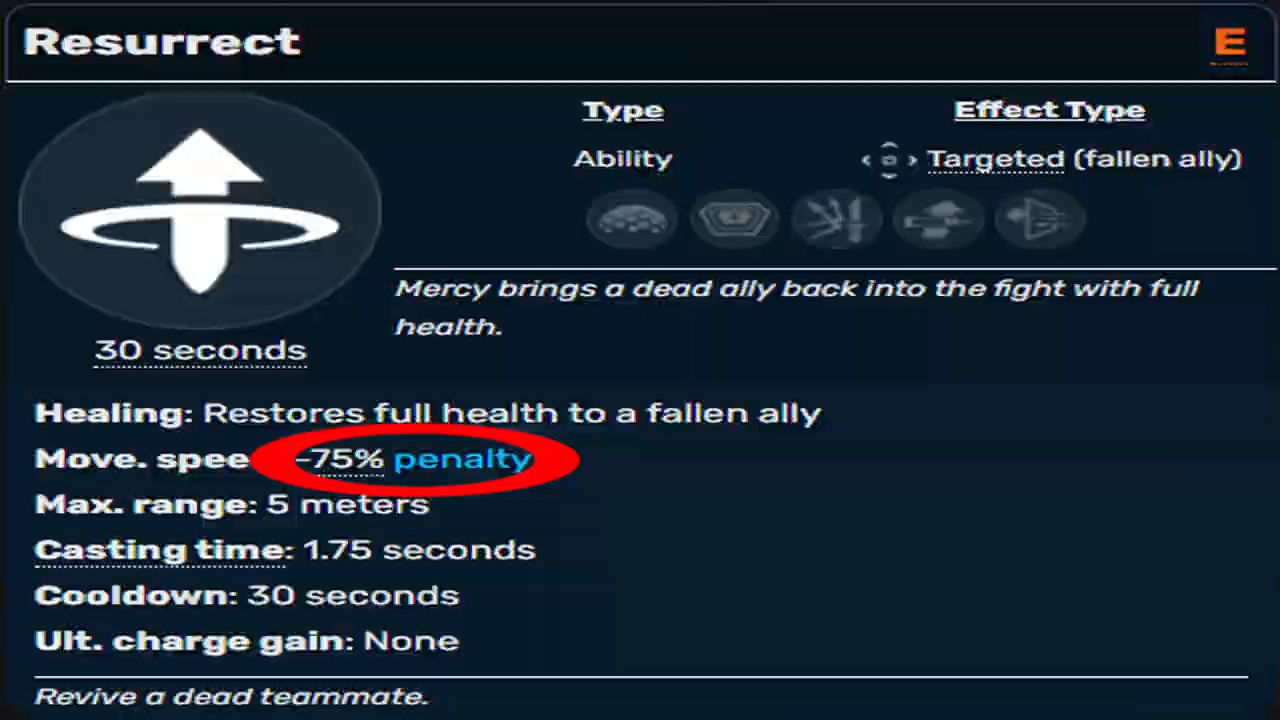 Resurrect E
Type Effect Type
Ability Targeted (fallen ally)
Mercy brings a dead ally back into the fight with full
health.
30 seconds
Healing: Restores full health to a fallen ally
Move. spee -75% penalty
Max. range: 5 meters
Casting time: 1.75 seconds
Cooldown: 30 seconds
Ult. charge gain: None
Revive a dead teammate.